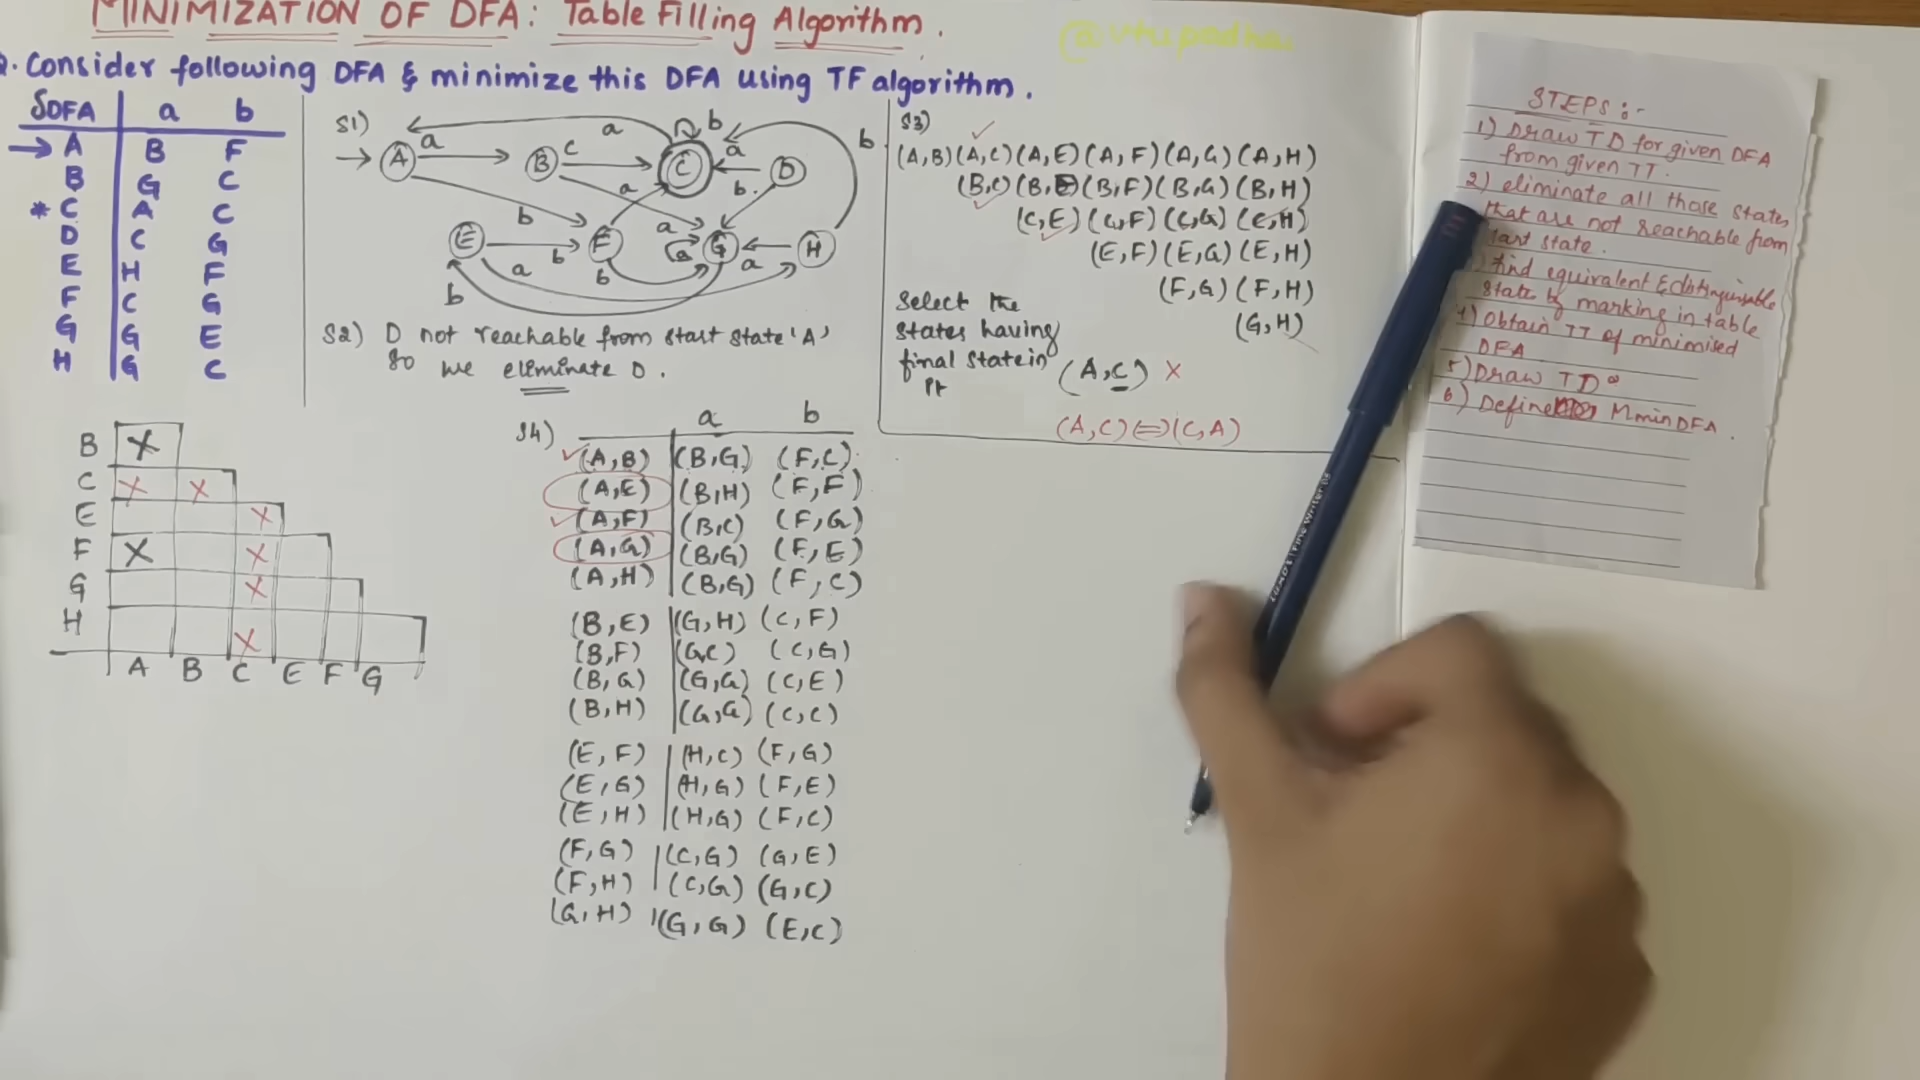 MINIMIZATION OF DFA: Table Filling Algorithm.
Q. Consider following DFA & minimize this DFA using TF algorithm.
δDFA a b
→ A B F
B G C
* C A C
D C G
E H F
F C G
G G E
H G C
S1)
A a B C a C b a D b
b a b. a
E b F a G a H
a b a
b
S2) D not reachable from start state 'A'
So we eliminate D.
S3)
(A,B)(A,C)(A,E)(A,F)(A,G)(A,H)
(B,C)(B,E)(B,F)(B,G)(B,H)
(C,E)(C,F)(C,G)(C,H)
(E,F)(E,G)(E,H)
(F,G)(F,H)
(G,H)
Select the
states having
final state in
it
(A,C) X
(A,C)⇔(C,A)
B X
C X X
E X
F X X
G X
H X
A B C E F G
S4) a b
(A,B) (B,G) (F,C)
(A,E) (B,H) (F,F)
(A,F) (B,C) (F,G)
(A,G) (B,G) (F,E)
(A,H) (B,G) (F,C)
(B,E) (G,H) (C,F)
(B,F) (G,C) (C,G)
(B,G) (G,G) (C,E)
(B,H) (G,G) (C,C)
(E,F) (H,C) (F,G)
(E,G) (H,G) (F,E)
(E,H) (H,G) (F,C)
(F,G) (C,G) (G,E)
(F,H) (C,G) (G,C)
(G,H) (G,G) (E,C)
STEPS:-
1) Draw TD for given DFA
from given TT.
2) eliminate all those states
that are not reachable from
start state.
find equivalent & distinguishable
states by marking in table
4) Obtain TT of minimised
DFA
5) Draw TD
6) Define MminDFA.